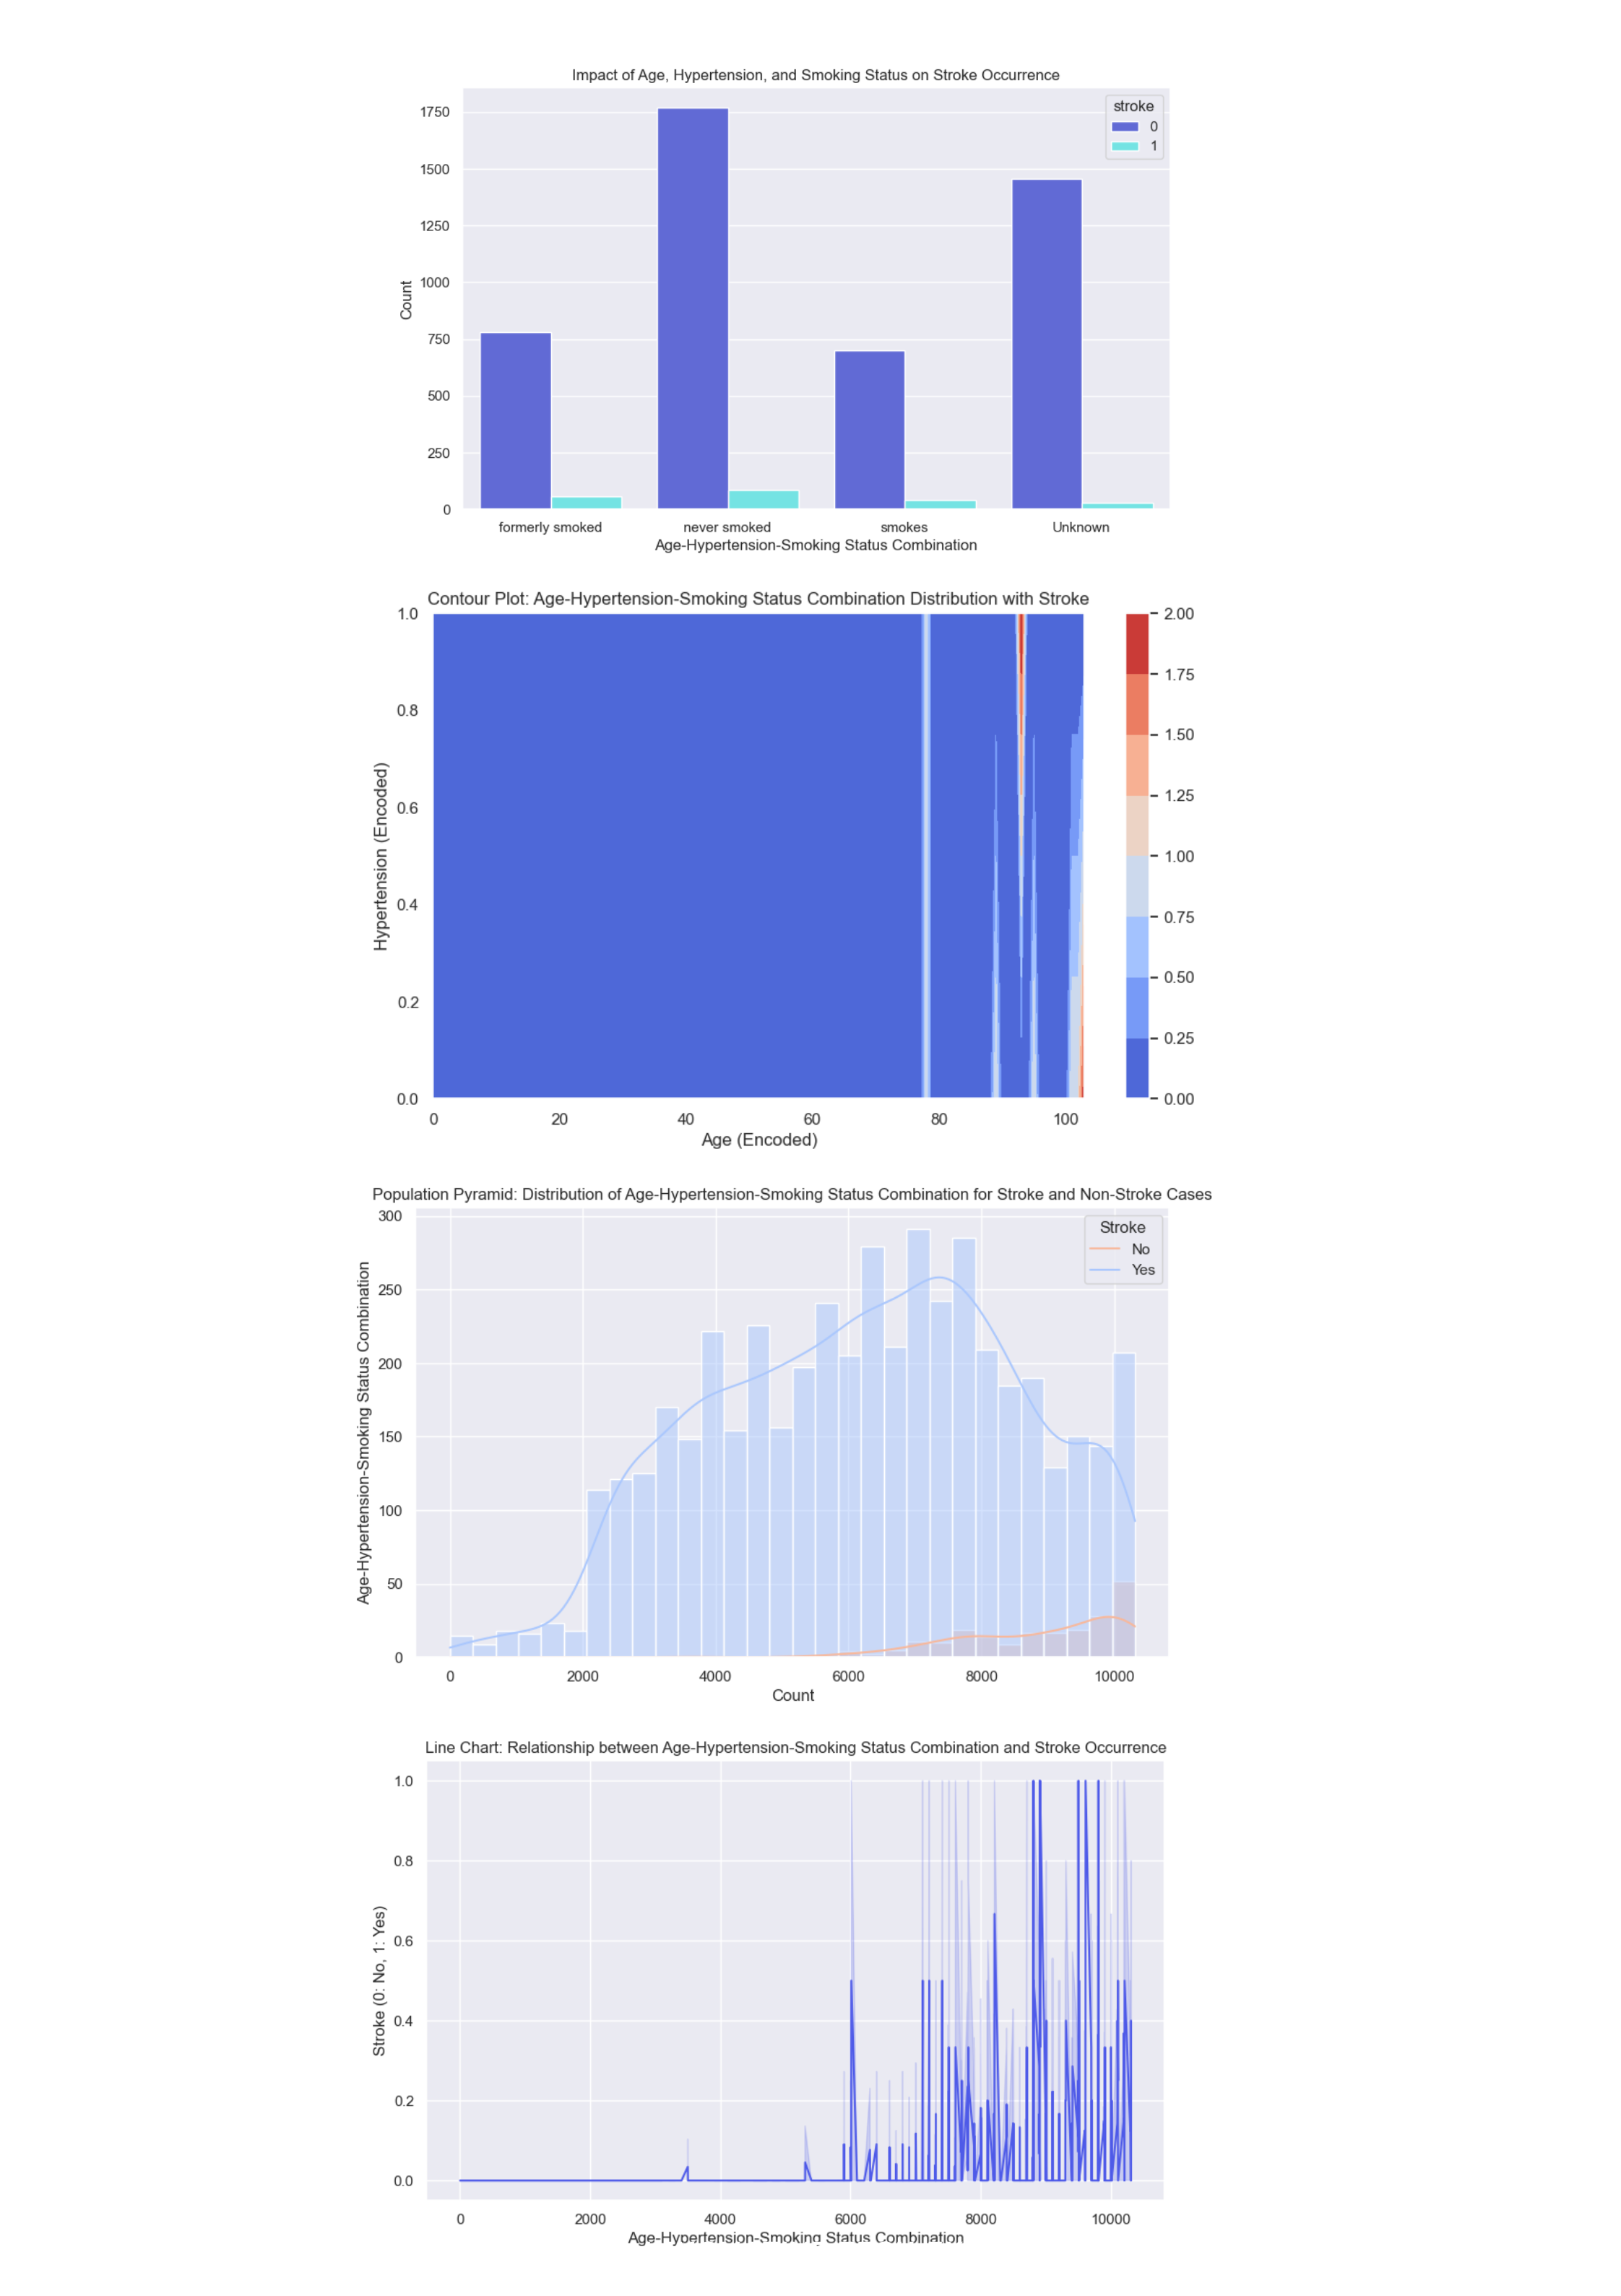 Impact of Age, Hypertension, and Smoking Status on Stroke Occurrence
stroke
0
1
1750
1500
1250
1000
750
500
250
0
Count
formerly smoked
never smoked
smokes
Unknown
Age-Hypertension-Smoking Status Combination
Contour Plot: Age-Hypertension-Smoking Status Combination Distribution with Stroke
1.0
0.8
0.6
0.4
0.2
0.0
Hypertension (Encoded)
0
20
40
60
80
100
Age (Encoded)
2.00
1.75
1.50
1.25
1.00
0.75
0.50
0.25
0.00
Population Pyramid: Distribution of Age-Hypertension-Smoking Status Combination for Stroke and Non-Stroke Cases
Stroke
No
Yes
300
250
200
150
100
50
0
Age-Hypertension-Smoking Status Combination
0
2000
4000
6000
8000
10000
Count
Line Chart: Relationship between Age-Hypertension-Smoking Status Combination and Stroke Occurrence
1.0
0.8
0.6
0.4
0.2
0.0
Stroke (0: No, 1: Yes)
0
2000
4000
6000
8000
10000
Age-Hypertension-Smoking Status Combination